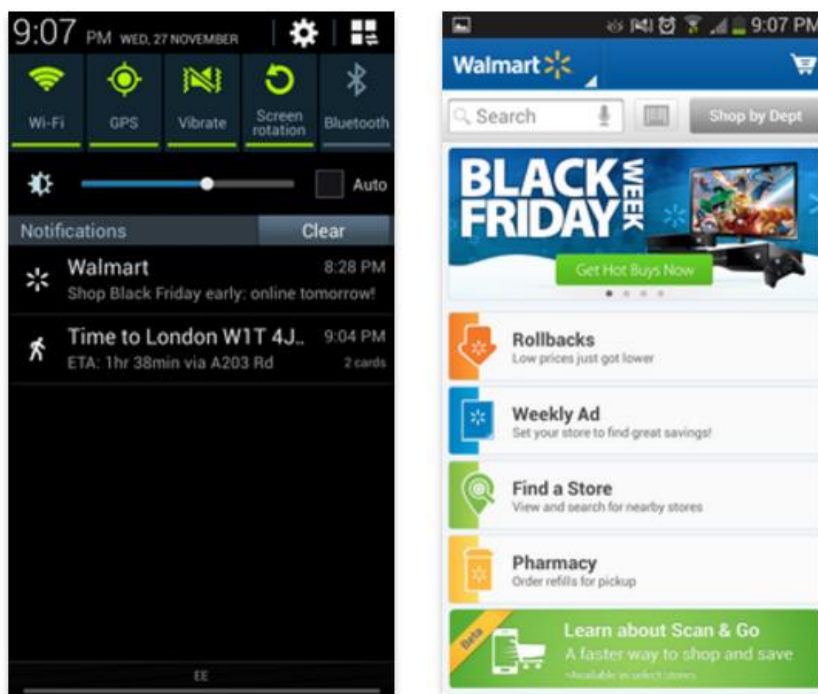 9:07 PM WED, 27 NOVEMBER
Wi-Fi GPS Vibrate Screen rotation Bluetooth
Auto
Notifications Clear
Walmart 8:28 PM
Shop Black Friday early: online tomorrow!
Time to London W1T 4J.. 9:04 PM
ETA: 1hr 38min via A203 Rd 2 cards
EE
9:07 PM
Walmart
Search Shop by Dept
BLACK
FRIDAY
WEEK
Get Hot Buys Now
Rollbacks
Low prices just got lower
Weekly Ad
Set your store to find great savings!
Find a Store
View and search for nearby stores
Pharmacy
Order refills for pickup
Beta
Learn about Scan & Go
A faster way to shop and save
*Available in select stores